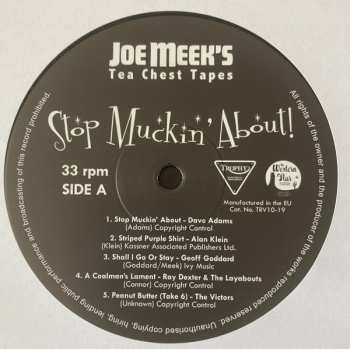 JOE MEEK'S
Tea Chest Tapes
Stop Muckin' About!
33 rpm
SIDE A
TROPHY
Western Star
Manufactured in the EU
Cat. No. TRV10-19
1. Stop Muckin' About - Dave Adams
(Adams) Copyright Control
2. Striped Purple Shirt - Alan Klein
(Klein) Kassner Associated Publishers Ltd.
3. Shall I Go Or Stay - Geoff Goddard
(Goddard/Meek) Ivy Music
4. A Coalman's Lament - Ray Dexter & The Layabouts
(Connor) Copyright Control
5. Peanut Butter (Take 6) - The Victors
(Unknown) Copyright Control
All rights of the owner and the producer of the works reproduced reserved. Unauthorised copying, hiring, lending public performance and broadcasting of this record prohibited.